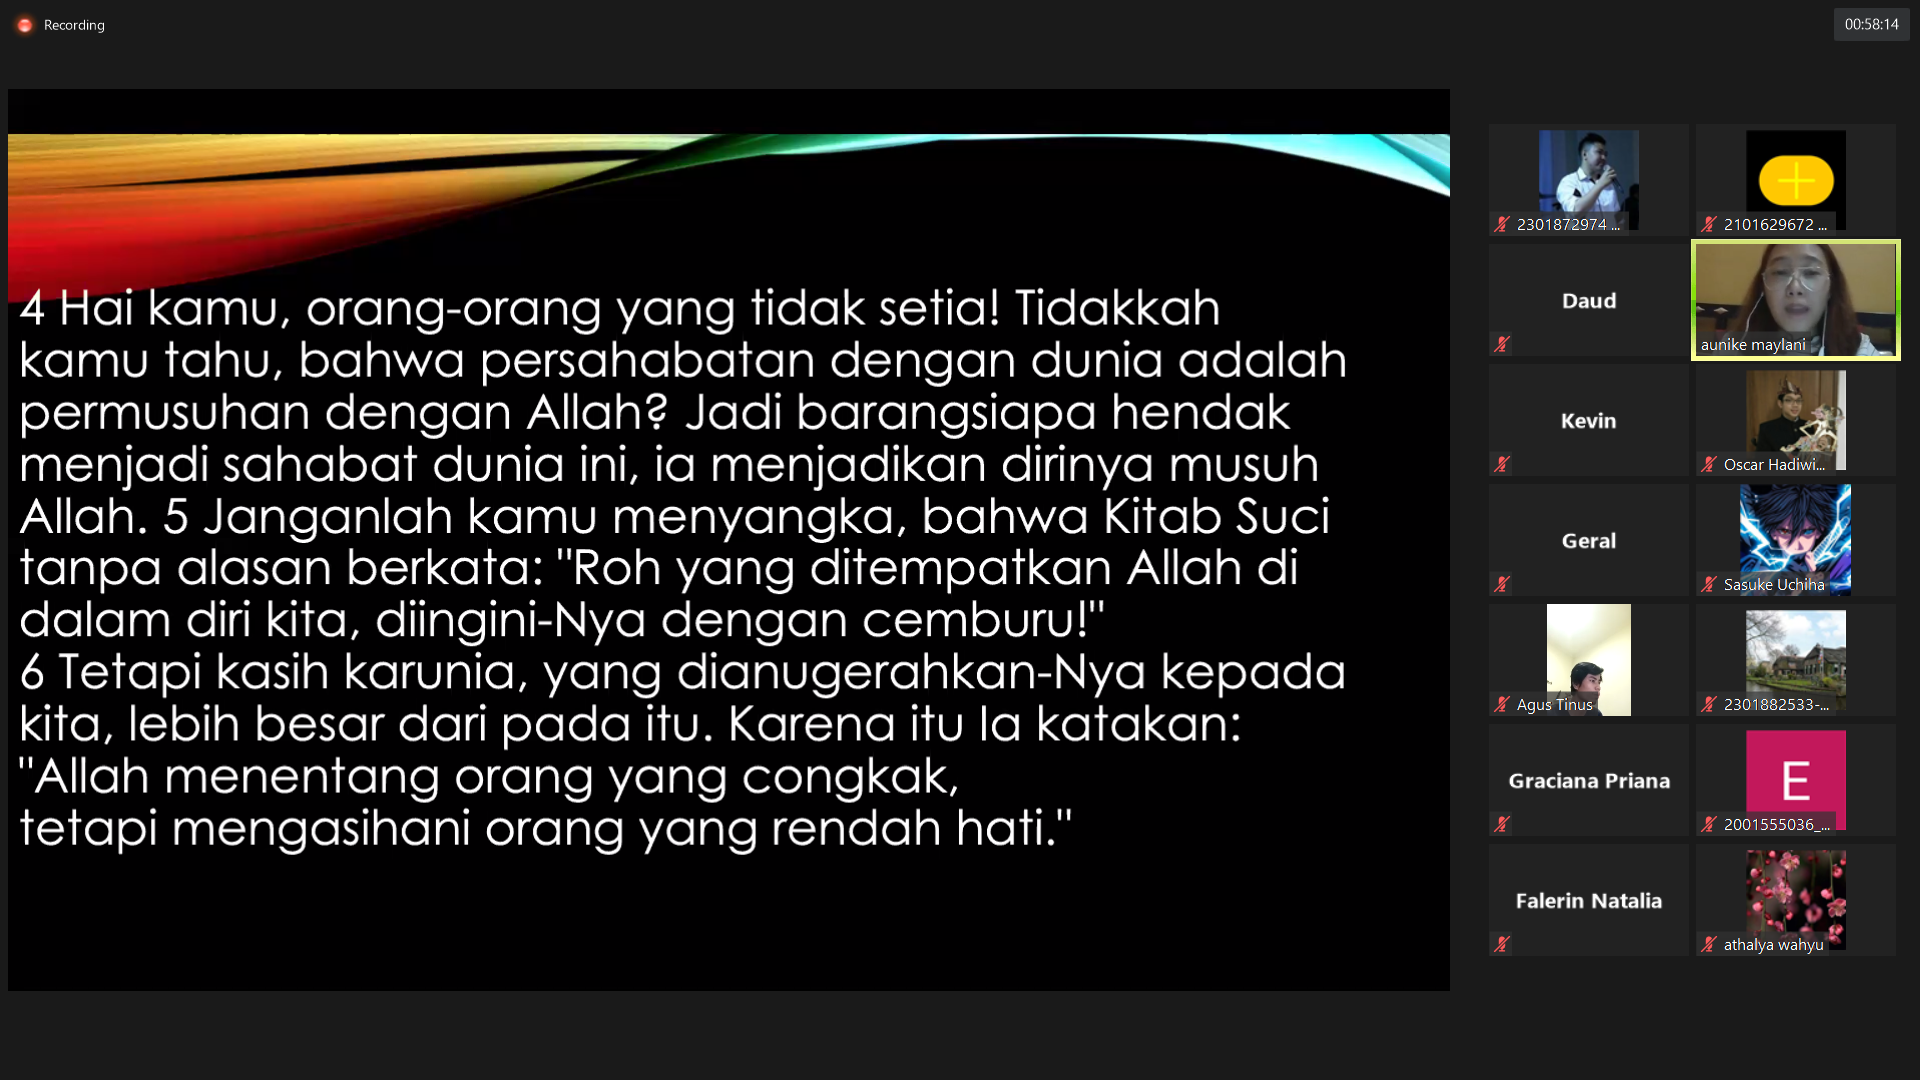 Recording
00:58:14
4 Hai kamu, orang-orang yang tidak setia! Tidakkah
kamu tahu, bahwa persahabatan dengan dunia adalah
permusuhan dengan Allah? Jadi barangsiapa hendak
menjadi sahabat dunia ini, ia menjadikan dirinya musuh
Allah. 5 Janganlah kamu menyangka, bahwa Kitab Suci
tanpa alasan berkata: "Roh yang ditempatkan Allah di
dalam diri kita, diingini-Nya dengan cemburu!"
6 Tetapi kasih karunia, yang dianugerahkan-Nya kepada
kita, lebih besar dari pada itu. Karena itu Ia katakan:
"Allah menentang orang yang congkak,
tetapi mengasihani orang yang rendah hati."
2301872974 ...
2101629672 ...
Daud
aunike maylani
Kevin
Oscar Hadiwi...
Geral
Sasuke Uchiha
Agus Tinus
2301882533-...
Graciana Priana
E
2001555036_...
Falerin Natalia
athalya wahyu